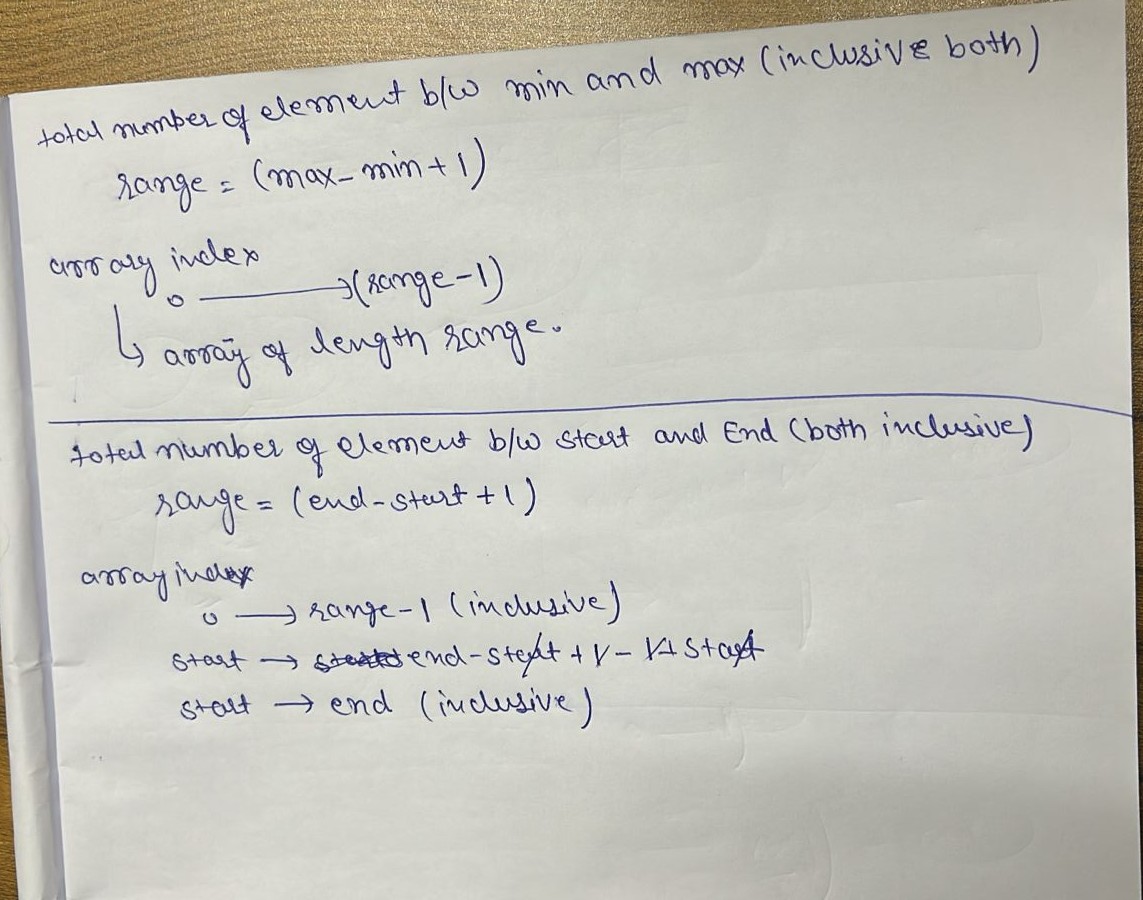 total number of element b/w min and max (inclusive both)
range = (max-min+1)
array index
0 ⟶ (range-1)
↳ array of length range.
total number of element b/w start and End (both inclusive)
range = (end-start+1)
array index
0 ⟶ range-1 (inclusive)
start → end-start+1-1+start
start → end (inclusive)